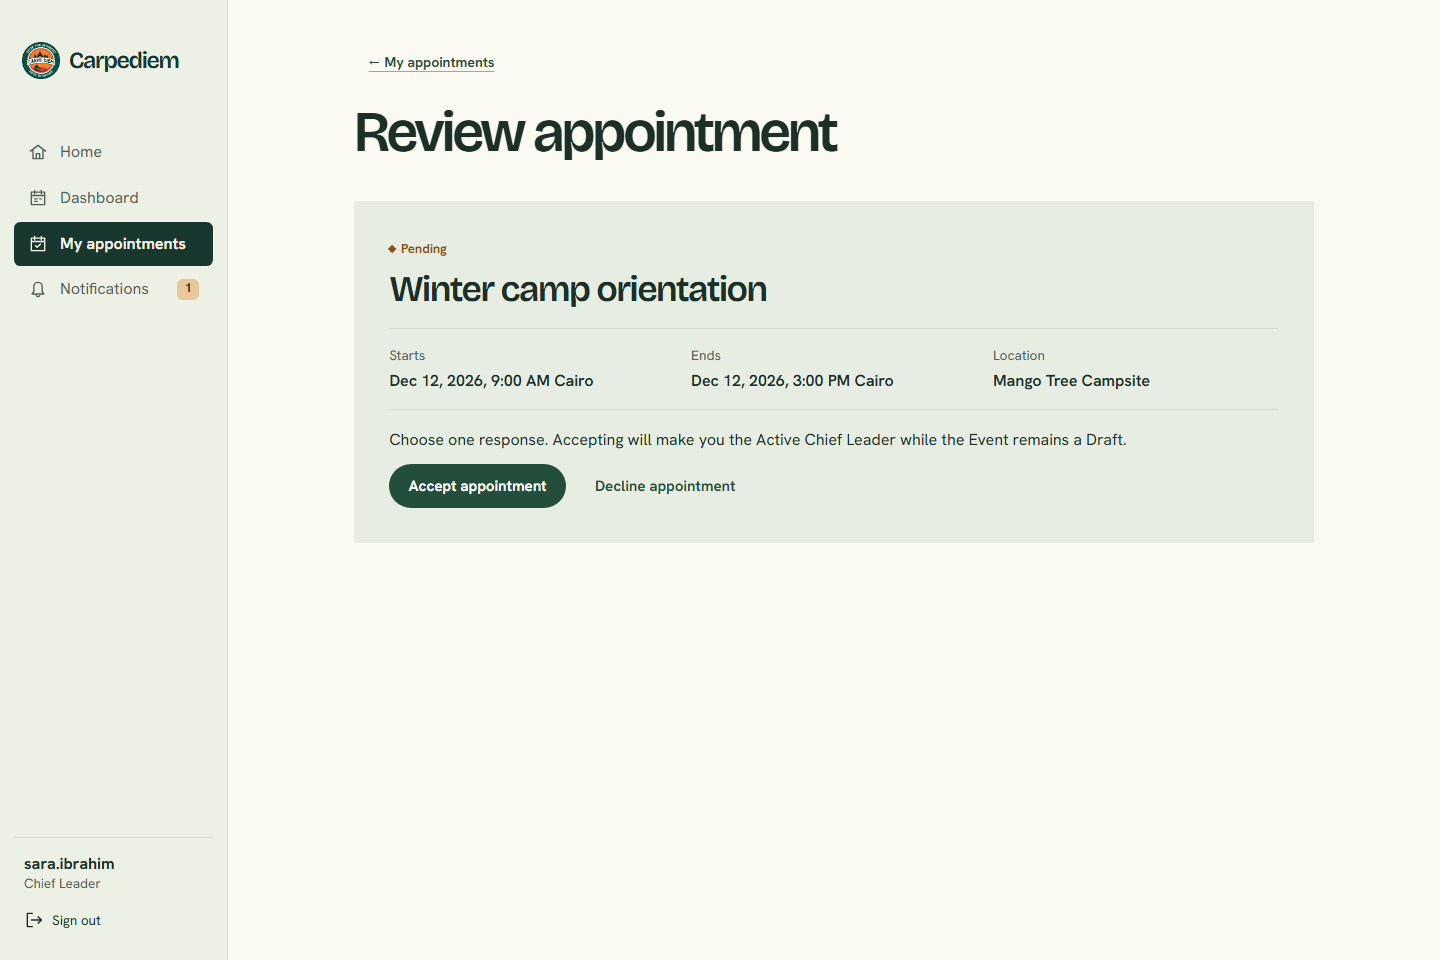 Carpediem
Home
Dashboard
My appointments
Notifications
1
sara.ibrahim
Chief Leader
Sign out
← My appointments
Review appointment
Pending
Winter camp orientation
Starts
Dec 12, 2026, 9:00 AM Cairo
Ends
Dec 12, 2026, 3:00 PM Cairo
Location
Mango Tree Campsite
Choose one response. Accepting will make you the Active Chief Leader while the Event remains a Draft.
Accept appointment
Decline appointment